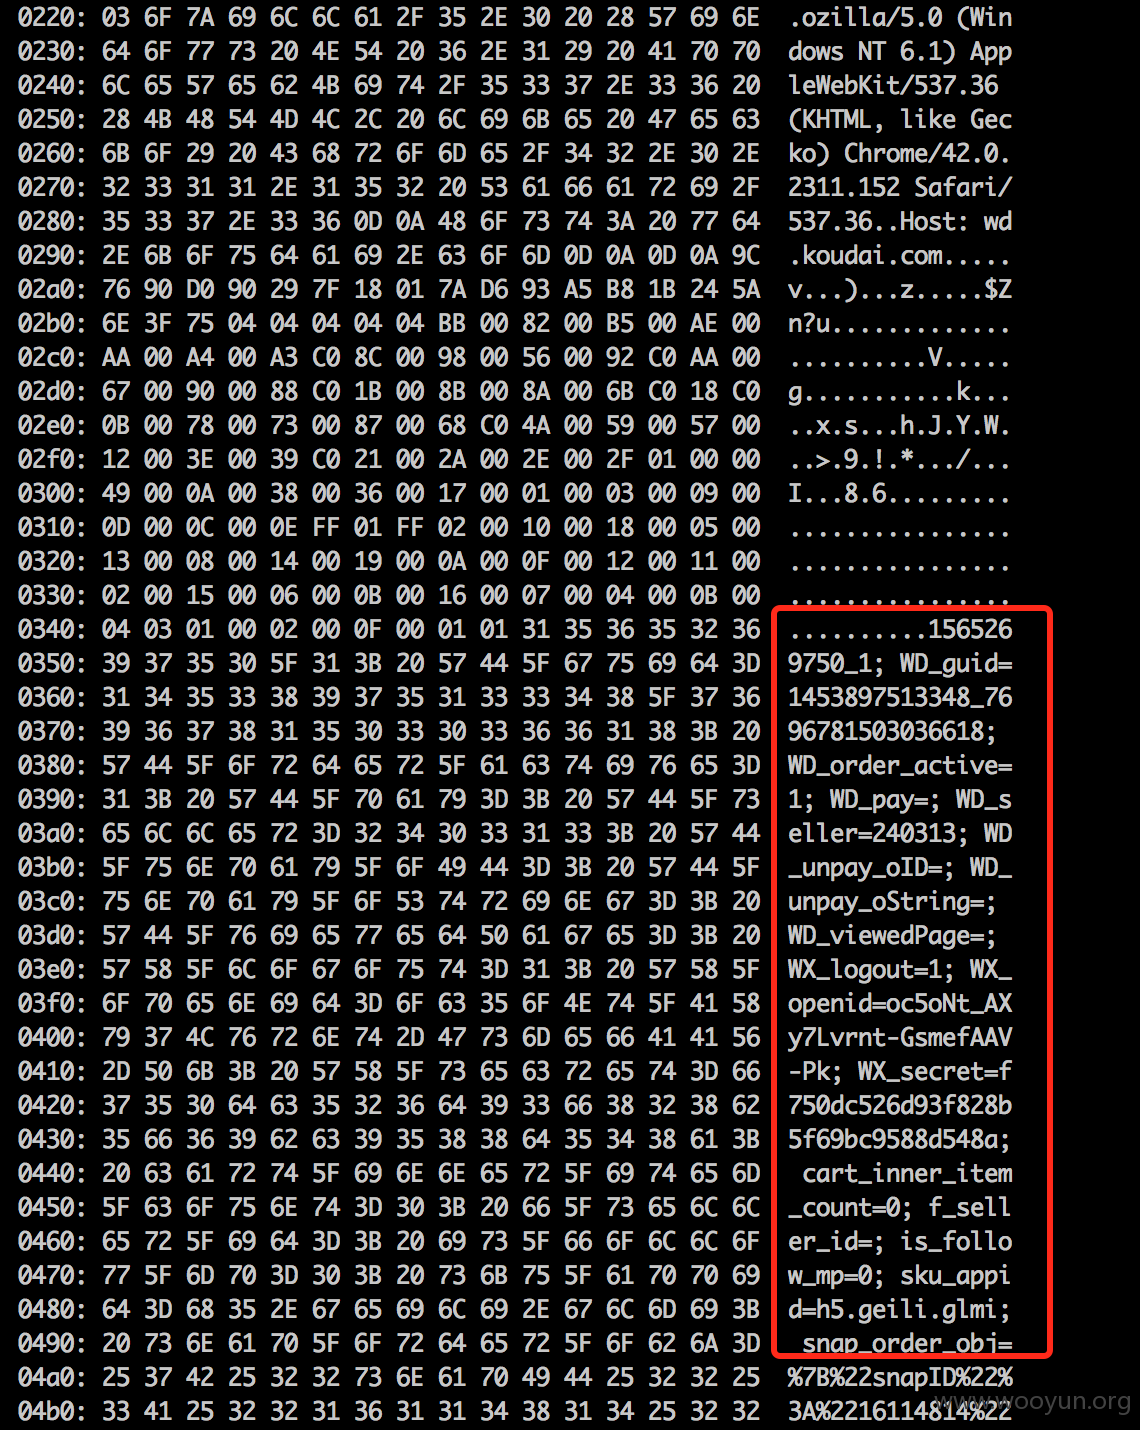 0220: 03 6F 7A 69 6C 6C 61 2F 35 2E 30 20 28 57 69 6E .ozilla/5.0 (Win
0230: 64 6F 77 73 20 4E 54 20 36 2E 31 29 20 41 70 70 dows NT 6.1) App
0240: 6C 65 57 65 62 4B 69 74 2F 35 33 37 2E 33 36 20 leWebKit/537.36
0250: 28 4B 48 54 4D 4C 2C 20 6C 69 6B 65 20 47 65 63 (KHTML, like Gec
0260: 6B 6F 29 20 43 68 72 6F 6D 65 2F 34 32 2E 30 2E ko) Chrome/42.0.
0270: 32 33 31 31 2E 31 35 32 20 53 61 66 61 72 69 2F 2311.152 Safari/
0280: 35 33 37 2E 33 36 0D 0A 48 6F 73 74 3A 20 77 64 537.36..Host: wd
0290: 2E 6B 6F 75 64 61 69 2E 63 6F 6D 0D 0A 0D 0A 9C .koudai.com.....
02a0: 76 90 D0 90 29 7F 18 01 7A D6 93 A5 B8 1B 24 5A v...)...z.....$Z
02b0: 6E 3F 75 04 04 04 04 04 BB 00 82 00 B5 00 AE 00 n?u.............
02c0: AA 00 A4 00 A3 C0 8C 00 98 00 56 00 92 C0 AA 00 ..........V.....
02d0: 67 00 90 00 88 C0 1B 00 8B 00 8A 00 6B C0 18 C0 g...........k...
02e0: 0B 00 78 00 73 00 87 00 68 C0 4A 00 59 00 57 00 ..x.s...h.J.Y.W.
02f0: 12 00 3E 00 39 C0 21 00 2A 00 2E 00 2F 01 00 00 ..>.9.!.*.../...
0300: 49 00 0A 00 38 00 36 00 17 00 01 00 03 00 09 00 I...8.6.........
0310: 0D 00 0C 00 0E FF 01 FF 02 00 10 00 18 00 05 00 ................
0320: 13 00 08 00 14 00 19 00 0A 00 0F 00 12 00 11 00 ................
0330: 02 00 15 00 06 00 0B 00 16 00 07 00 04 00 0B 00 ................
0340: 04 03 01 00 02 00 0F 00 01 01 31 35 36 35 32 36 ..........156526
0350: 39 37 35 30 5F 31 3B 20 57 44 5F 67 75 69 64 3D 9750_1; WD_guid=
0360: 31 34 35 33 38 39 37 35 31 33 33 34 38 5F 37 36 1453897513348_76
0370: 39 36 37 38 31 35 30 33 30 33 36 36 31 38 3B 20 96781503036618;
0380: 57 44 5F 6F 72 64 65 72 5F 61 63 74 69 76 65 3D WD_order_active=
0390: 31 3B 20 57 44 5F 70 61 79 3D 3B 20 57 44 5F 73 1; WD_pay=; WD_s
03a0: 65 6C 6C 65 72 3D 32 34 30 33 31 33 3B 20 57 44 eller=240313; WD
03b0: 5F 75 6E 70 61 79 5F 6F 49 44 3D 3B 20 57 44 5F _unpay_oID=; WD_
03c0: 75 6E 70 61 79 5F 6F 53 74 72 69 6E 67 3D 3B 20 unpay_oString=;
03d0: 57 44 5F 76 69 65 77 65 64 50 61 67 65 3D 3B 20 WD_viewedPage=;
03e0: 57 58 5F 6C 6F 67 6F 75 74 3D 31 3B 20 57 58 5F WX_logout=1; WX_
03f0: 6F 70 65 6E 69 64 3D 6F 63 35 6F 4E 74 5F 41 58 openid=oc5oNt_AX
0400: 79 37 4C 76 72 6E 74 2D 47 73 6D 65 66 41 41 56 y7Lvrnt-GsmefAAV
0410: 2D 50 6B 3B 20 57 58 5F 73 65 63 72 65 74 3D 66 -Pk; WX_secret=f
0420: 37 35 30 64 63 35 32 36 64 39 33 66 38 32 38 62 750dc526d93f828b
0430: 35 66 36 39 62 63 39 35 38 38 64 35 34 38 61 3B 5f69bc9588d548a;
0440: 20 63 61 72 74 5F 69 6E 6E 65 72 5F 69 74 65 6D cart_inner_item
0450: 5F 63 6F 75 6E 74 3D 30 3B 20 66 5F 73 65 6C 6C _count=0; f_sell
0460: 65 72 5F 69 64 3D 3B 20 69 73 5F 66 6F 6C 6C 6F er_id=; is_follo
0470: 77 5F 6D 70 3D 30 3B 20 73 6B 75 5F 61 70 70 69 w_mp=0; sku_appi
0480: 64 3D 68 35 2E 67 65 69 6C 69 2E 67 6C 6D 69 3B d=h5.geili.glmi;
0490: 20 73 6E 61 70 5F 6F 72 64 65 72 5F 6F 62 6A 3D snap_order_obj=
04a0: 25 37 42 25 32 32 73 6E 61 70 49 44 25 32 32 25 %7B%22snapID%22%
04b0: 33 41 25 32 32 31 36 31 31 34 38 31 34 25 32 32 3A%2216114814%22
www.wooyun.org